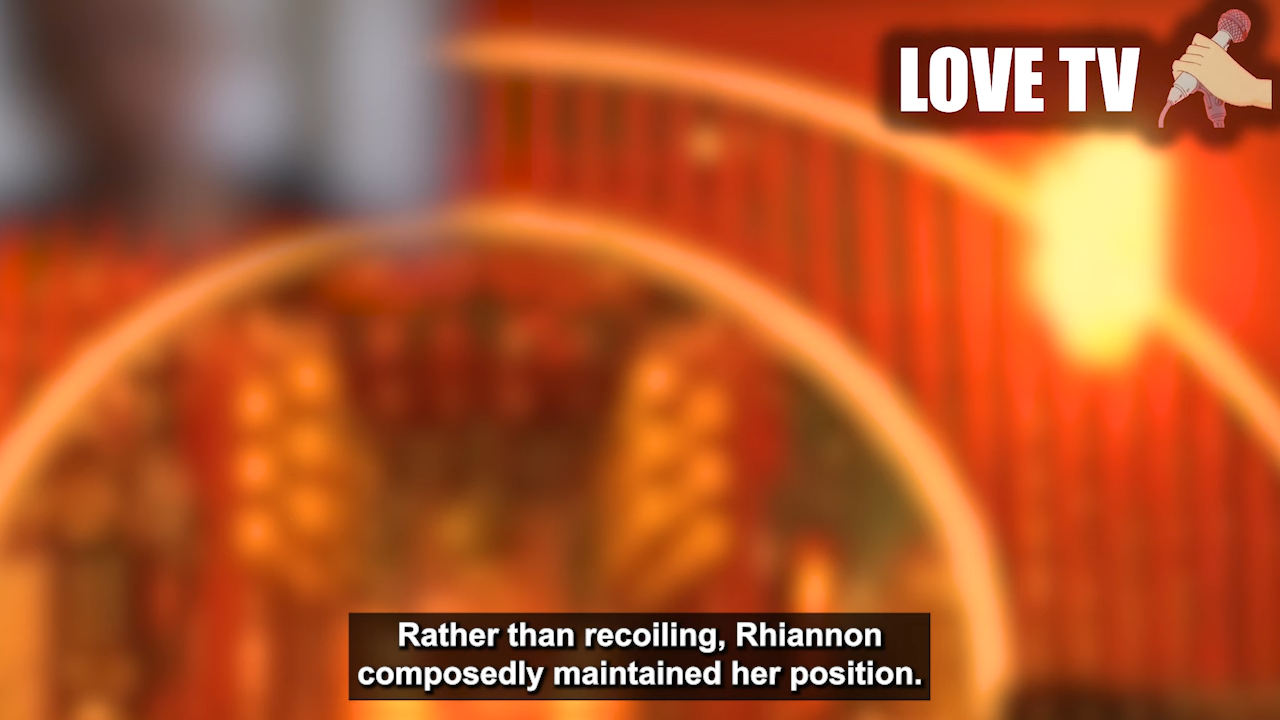 LOVE TV
Rather than recoiling, Rhiannon
composedly maintained her position.